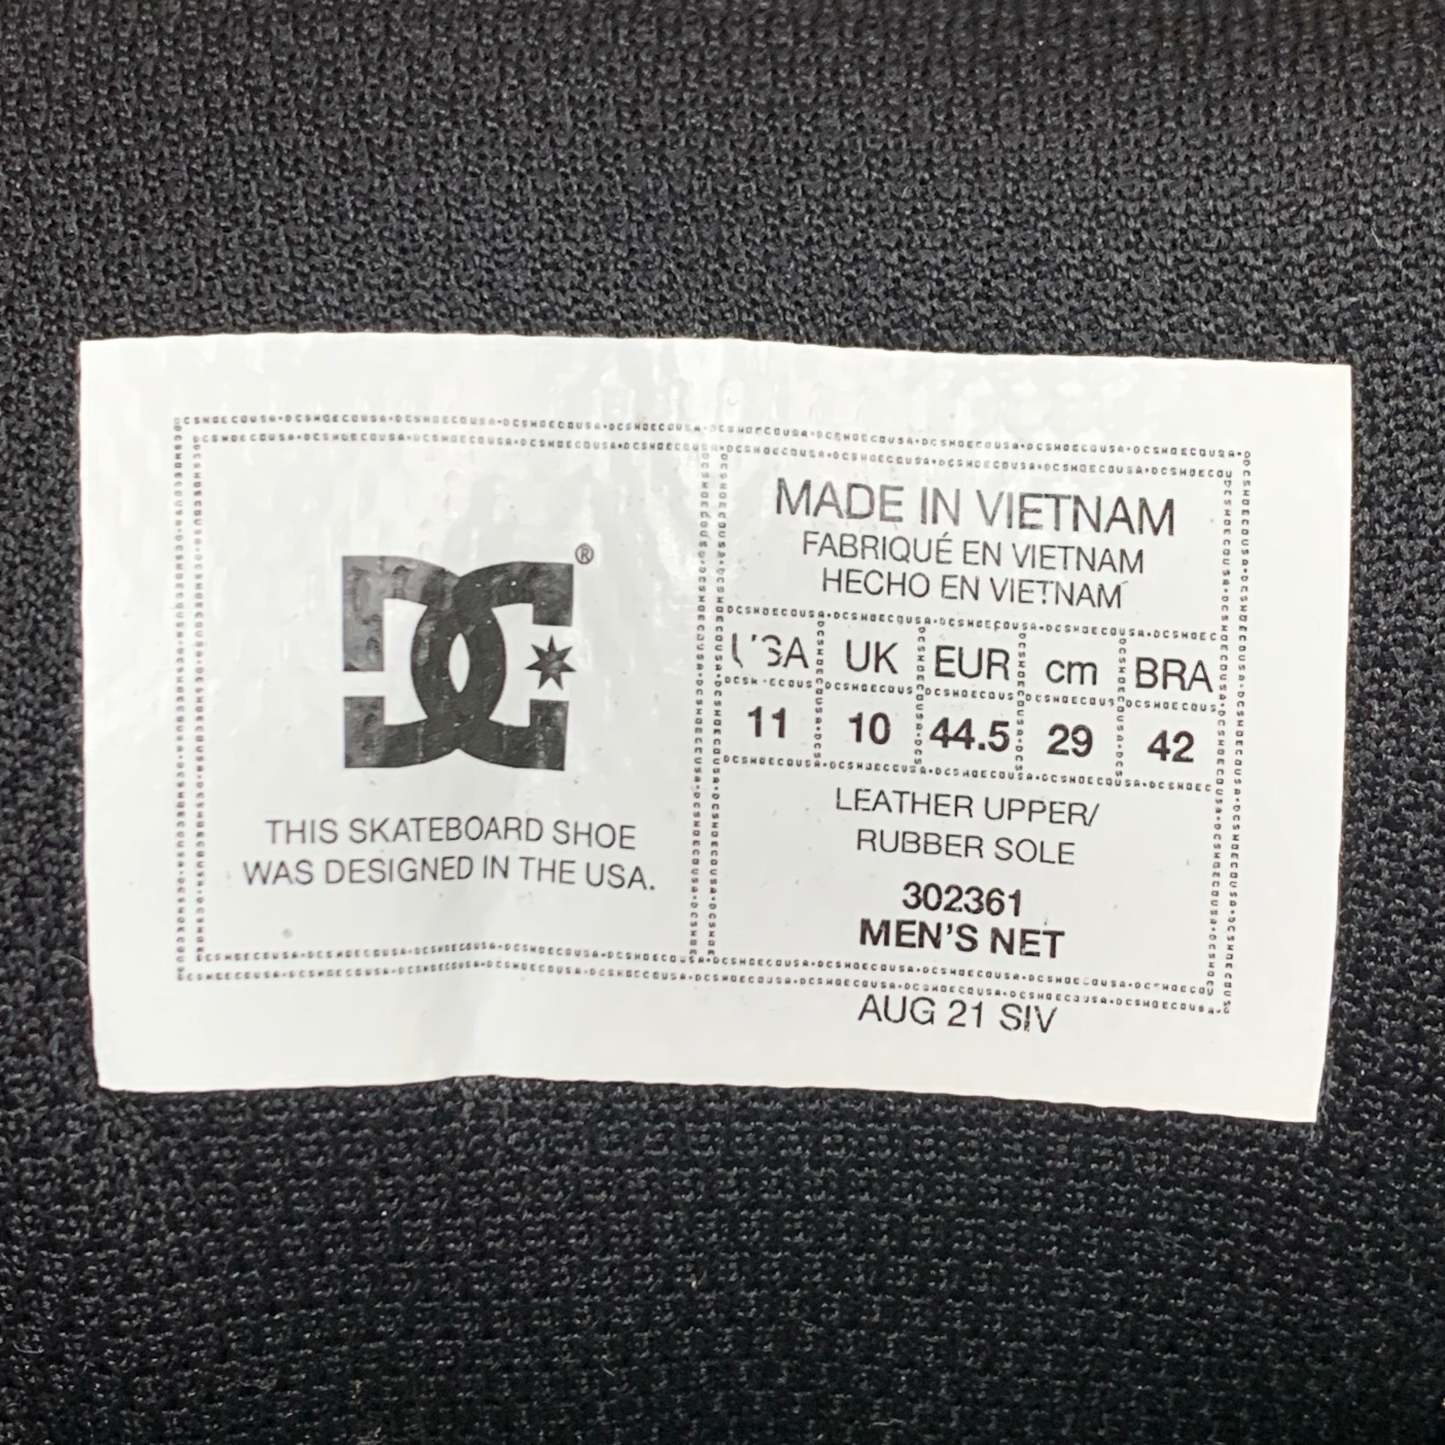 DC®
THIS SKATEBOARD SHOE
WAS DESIGNED IN THE USA.
MADE IN VIETNAM
FABRIQUÉ EN VIETNAM
HECHO EN VIETNAM
USA UK EUR cm BRA
11 10 44.5 29 42
LEATHER UPPER/
RUBBER SOLE
302361
MEN'S NET
AUG 21 SIV